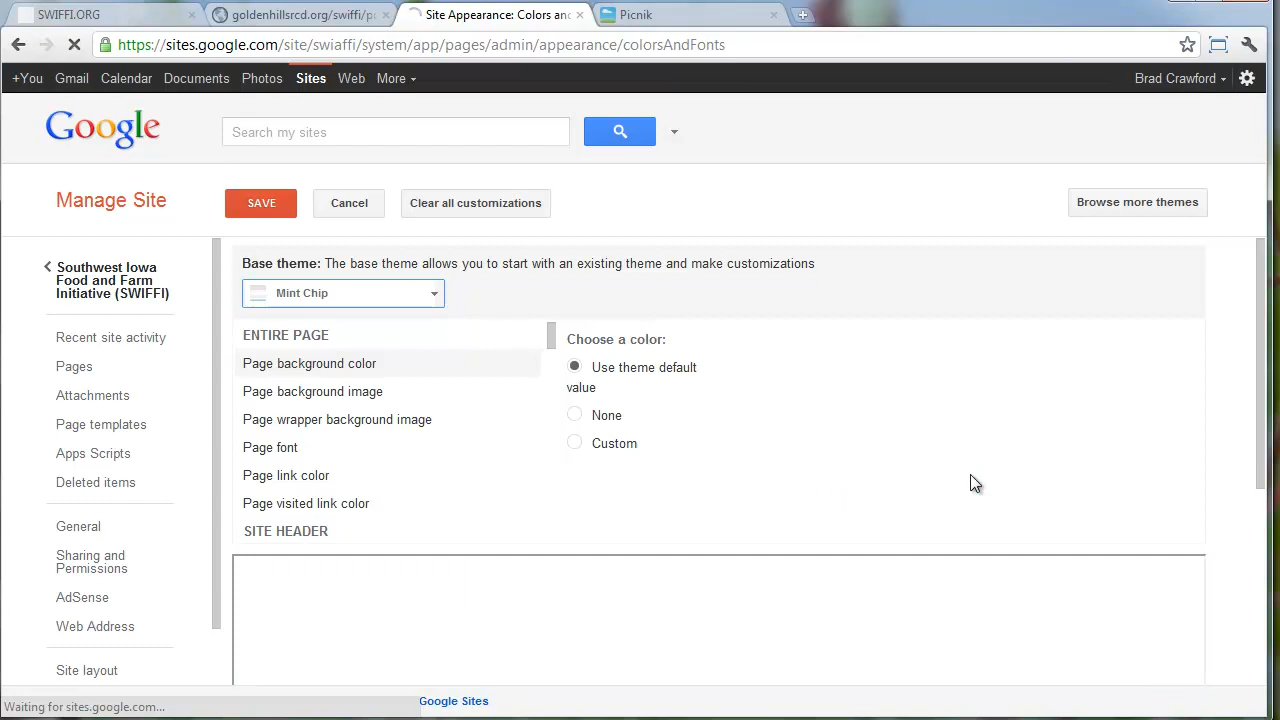 SWIFFI.ORG
goldenhillsrcd.org/swiffi/p
Site Appearance: Colors an
Picnik
https://sites.google.com/site/swiaffi/system/app/pages/admin/appearance/colorsAndFonts
+You Gmail Calendar Documents Photos Sites Web More
Brad Crawford
Google
Search my sites
Manage Site
SAVE
Cancel
Clear all customizations
Browse more themes
Southwest Iowa
Food and Farm
Initiative (SWIFFI)
Recent site activity
Pages
Attachments
Page templates
Apps Scripts
Deleted items
General
Sharing and
Permissions
AdSense
Web Address
Site layout
Base theme: The base theme allows you to start with an existing theme and make customizations
Mint Chip
ENTIRE PAGE
Page background color
Page background image
Page wrapper background image
Page font
Page link color
Page visited link color
SITE HEADER
Choose a color:
Use theme default
value
None
Custom
Waiting for sites.google.com...
Google Sites